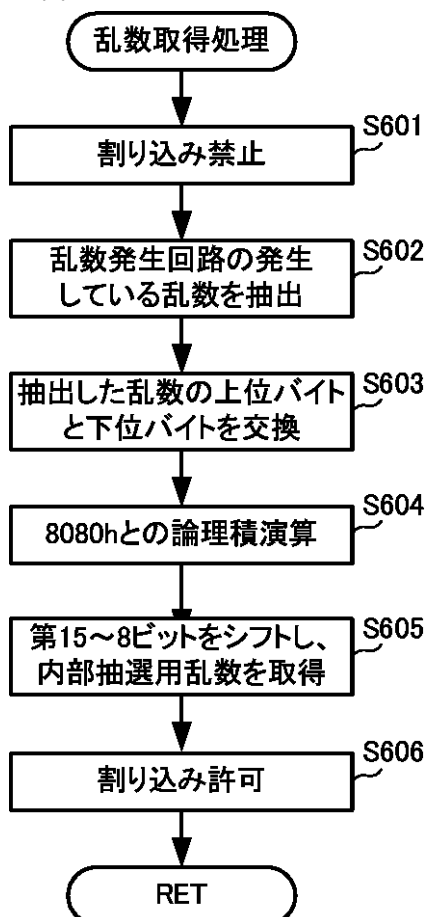 乱数取得処理
S601
割り込み禁止
S602
乱数発生回路の発生
している乱数を抽出
S603
抽出した乱数の上位バイト
と下位バイトを交換
S604
8080hとの論理積演算
S605
第15～8ビットをシフトし、
内部抽選用乱数を取得
S606
割り込み許可
RET